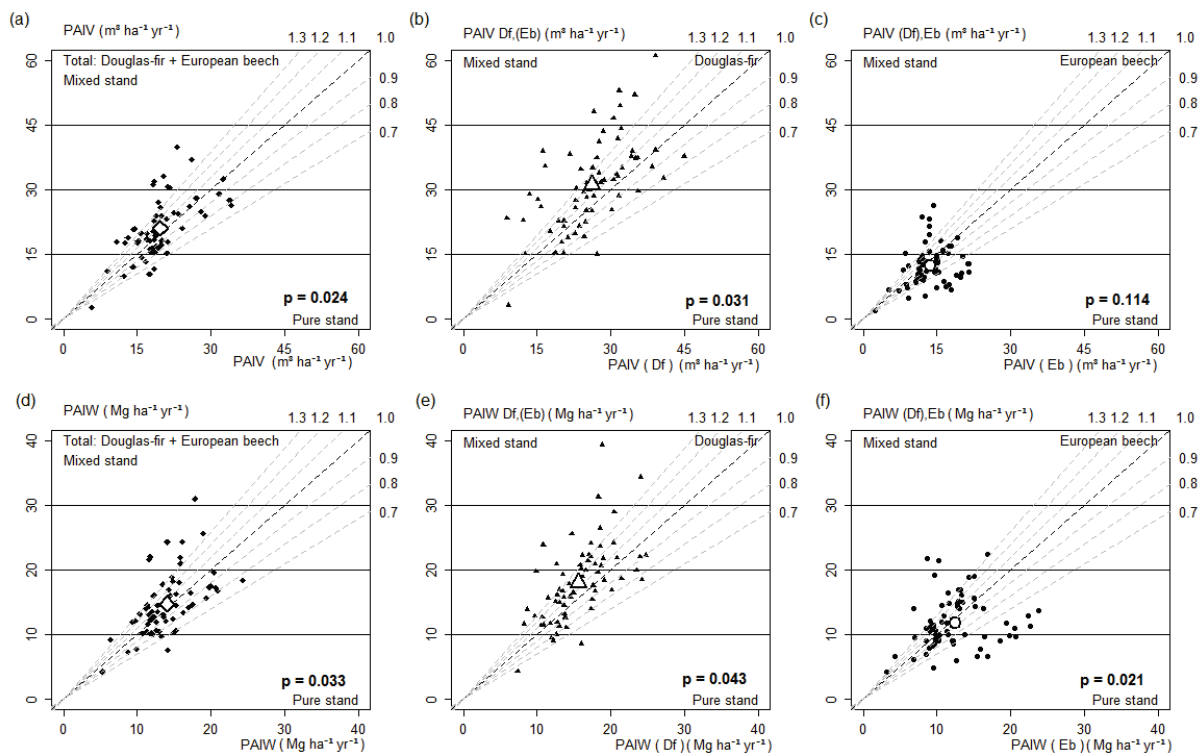 (a)
PAIV (m³ ha⁻¹ yr⁻¹)
1.3 1.2 1.1 1.0
Total: Douglas-fir + European beech
Mixed stand
60
45
30
15
0
0.9
0.8
0.7
p = 0.024
Pure stand
0 15 30 45 60
PAIV (m³ ha⁻¹ yr⁻¹)
(b)
PAIV Df,(Eb) (m³ ha⁻¹ yr⁻¹)
1.3 1.2 1.1 1.0
Mixed stand Douglas-fir
60
45
30
15
0
0.9
0.8
0.7
p = 0.031
Pure stand
0 15 30 45 60
PAIV (Df) (m³ ha⁻¹ yr⁻¹)
(c)
PAIV (Df),Eb (m³ ha⁻¹ yr⁻¹)
1.3 1.2 1.1 1.0
Mixed stand European beech
60
45
30
15
0
0.9
0.8
0.7
p = 0.114
Pure stand
0 15 30 45 60
PAIV (Eb) (m³ ha⁻¹ yr⁻¹)
(d)
PAIW (Mg ha⁻¹ yr⁻¹)
1.3 1.2 1.1 1.0
Total: Douglas-fir + European beech
Mixed stand
40
30
20
10
0
0.9
0.8
0.7
p = 0.033
Pure stand
0 10 20 30 40
PAIW (Mg ha⁻¹ yr⁻¹)
(e)
PAIW Df,(Eb) (Mg ha⁻¹ yr⁻¹)
1.3 1.2 1.1 1.0
Mixed stand Douglas-fir
40
30
20
10
0
0.9
0.8
0.7
p = 0.043
Pure stand
0 10 20 30 40
PAIW (Df) (Mg ha⁻¹ yr⁻¹)
(f)
PAIW (Df),Eb (Mg ha⁻¹ yr⁻¹)
1.3 1.2 1.1 1.0
Mixed stand European beech
40
30
20
10
0
0.9
0.8
0.7
p = 0.021
Pure stand
0 10 20 30 40
PAIW (Eb) (Mg ha⁻¹ yr⁻¹)